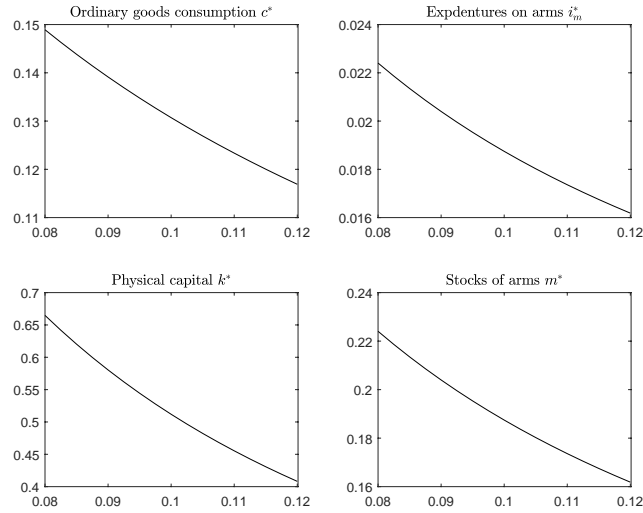 Ordinary goods consumption c*
0.15
0.14
0.13
0.12
0.11
0.08 0.09 0.1 0.11 0.12
Expdentures on arms i*m
0.024
0.022
0.02
0.018
0.016
0.08 0.09 0.1 0.11 0.12
Physical capital k*
0.7
0.65
0.6
0.55
0.5
0.45
0.4
0.08 0.09 0.1 0.11 0.12
Stocks of arms m*
0.24
0.22
0.2
0.18
0.16
0.08 0.09 0.1 0.11 0.12